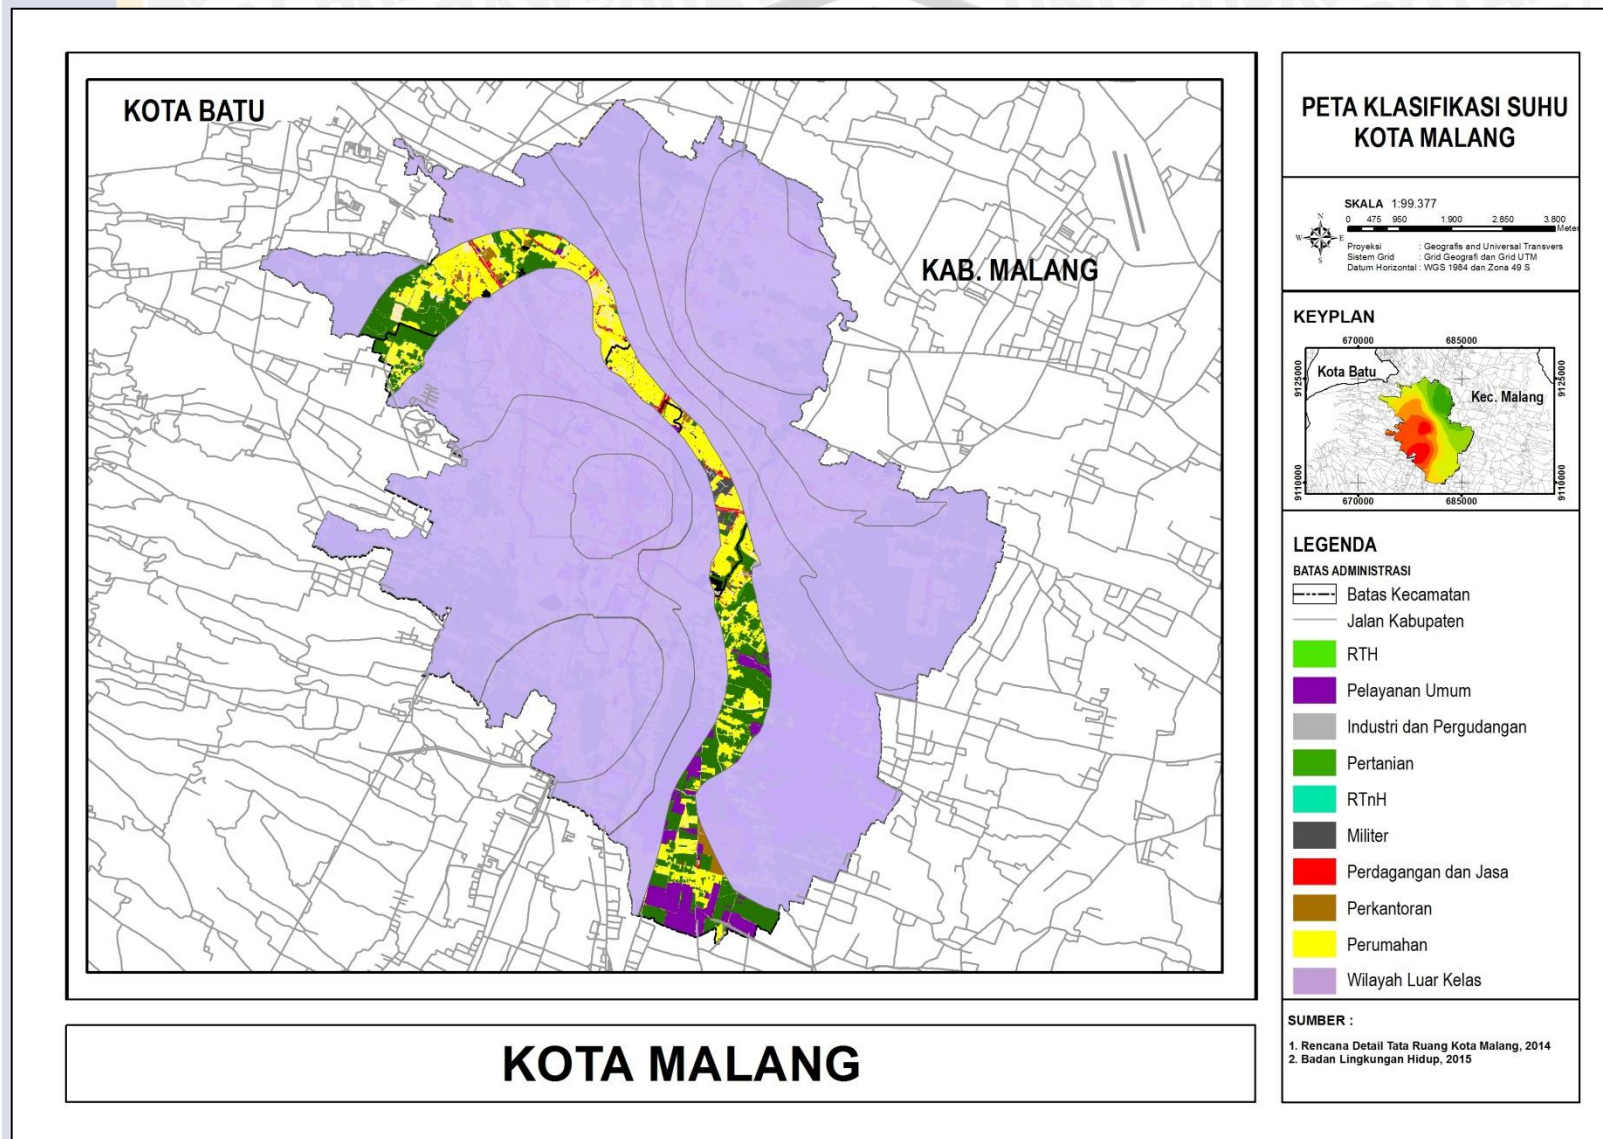 KOTA BATU
KAB. MALANG
KOTA MALANG
PETA KLASIFIKASI SUHU
KOTA MALANG
SKALA 1:99.377
0 475 950 1.900 2.850 3.800
Meter
N
W E
S
Proyeksi : Geografis and Universal Transvers
Sistem Grid : Grid Geografi dan Grid UTM
Datum Horizontal : WGS 1984 dan Zona 49 S
KEYPLAN
670000 685000
9125000 9125000
Kota Batu
Kec. Malang
9110000 9110000
670000 685000
LEGENDA
BATAS ADMINISTRASI
Batas Kecamatan
Jalan Kabupaten
RTH
Pelayanan Umum
Industri dan Pergudangan
Pertanian
RTnH
Militer
Perdagangan dan Jasa
Perkantoran
Perumahan
Wilayah Luar Kelas
SUMBER :
1. Rencana Detail Tata Ruang Kota Malang, 2014
2. Badan Lingkungan Hidup, 2015